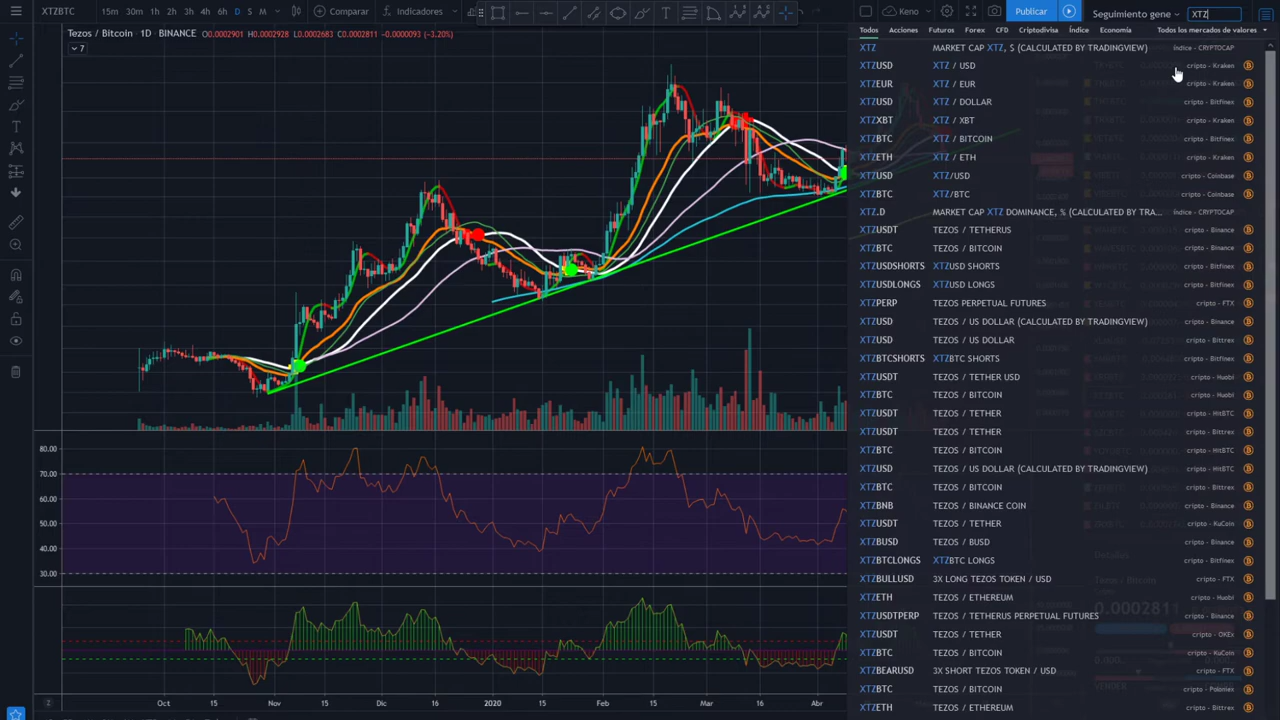 XTZBTC 15m 30m 1h 2h 3h 4h 6h D S M Comparar Indicadores Keno Publicar Seguimiento gene XTZ
Tezos / Bitcoin · 1D · BINANCE O0.0002901 H0.0002928 L0.0002683 C0.0002811 −0.0000093 (−3.20%)
7
Todos Acciones Futuros Forex CFD Criptodivisa Índice Economía Todos los mercados de valores
XTZ MARKET CAP XTZ, $ (CALCULATED BY TRADINGVIEW) índice - CRYPTOCAP
XTZUSD XTZ / USD cripto - Kraken
XTZEUR XTZ / EUR cripto - Kraken
XTZUSD XTZ / DOLLAR cripto - Bitfinex
XTZXBT XTZ / XBT cripto - Kraken
XTZBTC XTZ / BITCOIN cripto - Bitfinex
XTZETH XTZ / ETH cripto - Kraken
XTZUSD XTZ/USD cripto - Coinbase
XTZBTC XTZ/BTC cripto - Coinbase
XTZ.D MARKET CAP XTZ DOMINANCE, % (CALCULATED BY TRA... índice - CRYPTOCAP
XTZUSDT TEZOS / TETHERUS cripto - Binance
XTZBTC TEZOS / BITCOIN cripto - Binance
XTZUSDSHORTS XTZUSD SHORTS cripto - Bitfinex
XTZUSDLONGS XTZUSD LONGS cripto - Bitfinex
XTZPERP TEZOS PERPETUAL FUTURES cripto - FTX
XTZUSD TEZOS / US DOLLAR (CALCULATED BY TRADINGVIEW) cripto - Binance
XTZUSD TEZOS / US DOLLAR cripto - Binance
XTZBTCSHORTS XTZBTC SHORTS cripto - Bitfinex
XTZUSDT TEZOS / TETHER USD cripto - Huobi
XTZBTC TEZOS / BITCOIN cripto - Huobi
XTZUSDT TEZOS / TETHER cripto - HitBTC
XTZUSDT TEZOS / TETHER cripto - Bittrex
XTZBTC TEZOS / BITCOIN cripto - HitBTC
XTZUSD TEZOS / US DOLLAR (CALCULATED BY TRADINGVIEW) cripto - HitBTC
XTZBTC TEZOS / BITCOIN cripto - Bittrex
XTZBNB TEZOS / BINANCE COIN cripto - Binance
XTZUSDT TEZOS / TETHER cripto - KuCoin
XTZBUSD TEZOS / BUSD cripto - Binance
XTZBTCLONGS XTZBTC LONGS cripto - Bitfinex
XTZBULLUSD 3X LONG TEZOS TOKEN / USD cripto - FTX
XTZETH TEZOS / ETHEREUM cripto - Huobi
XTZUSDTPERP TEZOS / TETHERUS PERPETUAL FUTURES cripto - Binance
XTZUSDT TEZOS / TETHER cripto - OKEx
XTZBTC TEZOS / BITCOIN cripto - KuCoin
XTZBEARUSD 3X SHORT TEZOS TOKEN / USD cripto - FTX
XTZBTC TEZOS / BITCOIN cripto - Poloniex
XTZETH TEZOS / ETHEREUM cripto - Bittrex
Detalles
Tezos / Bitcoin
0.0002811
VENDER
80.00
70.00
60.00
50.00
40.00
30.00
Oct 15 Nov 15 Dic 16 2020 15 Feb 15 Mar 16 Abr